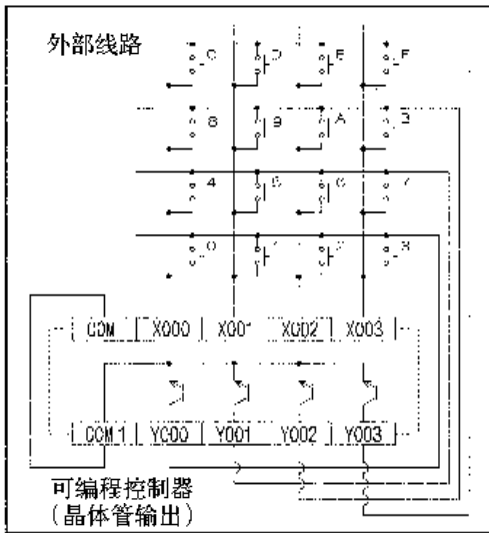 外部线路
C D E F
8 9 A B
4 5 6 7
0 1 2 3
COM X000 X001 X002 X003
COM1 Y000 Y001 Y002 Y003
可编程控制器
(晶体管输出)